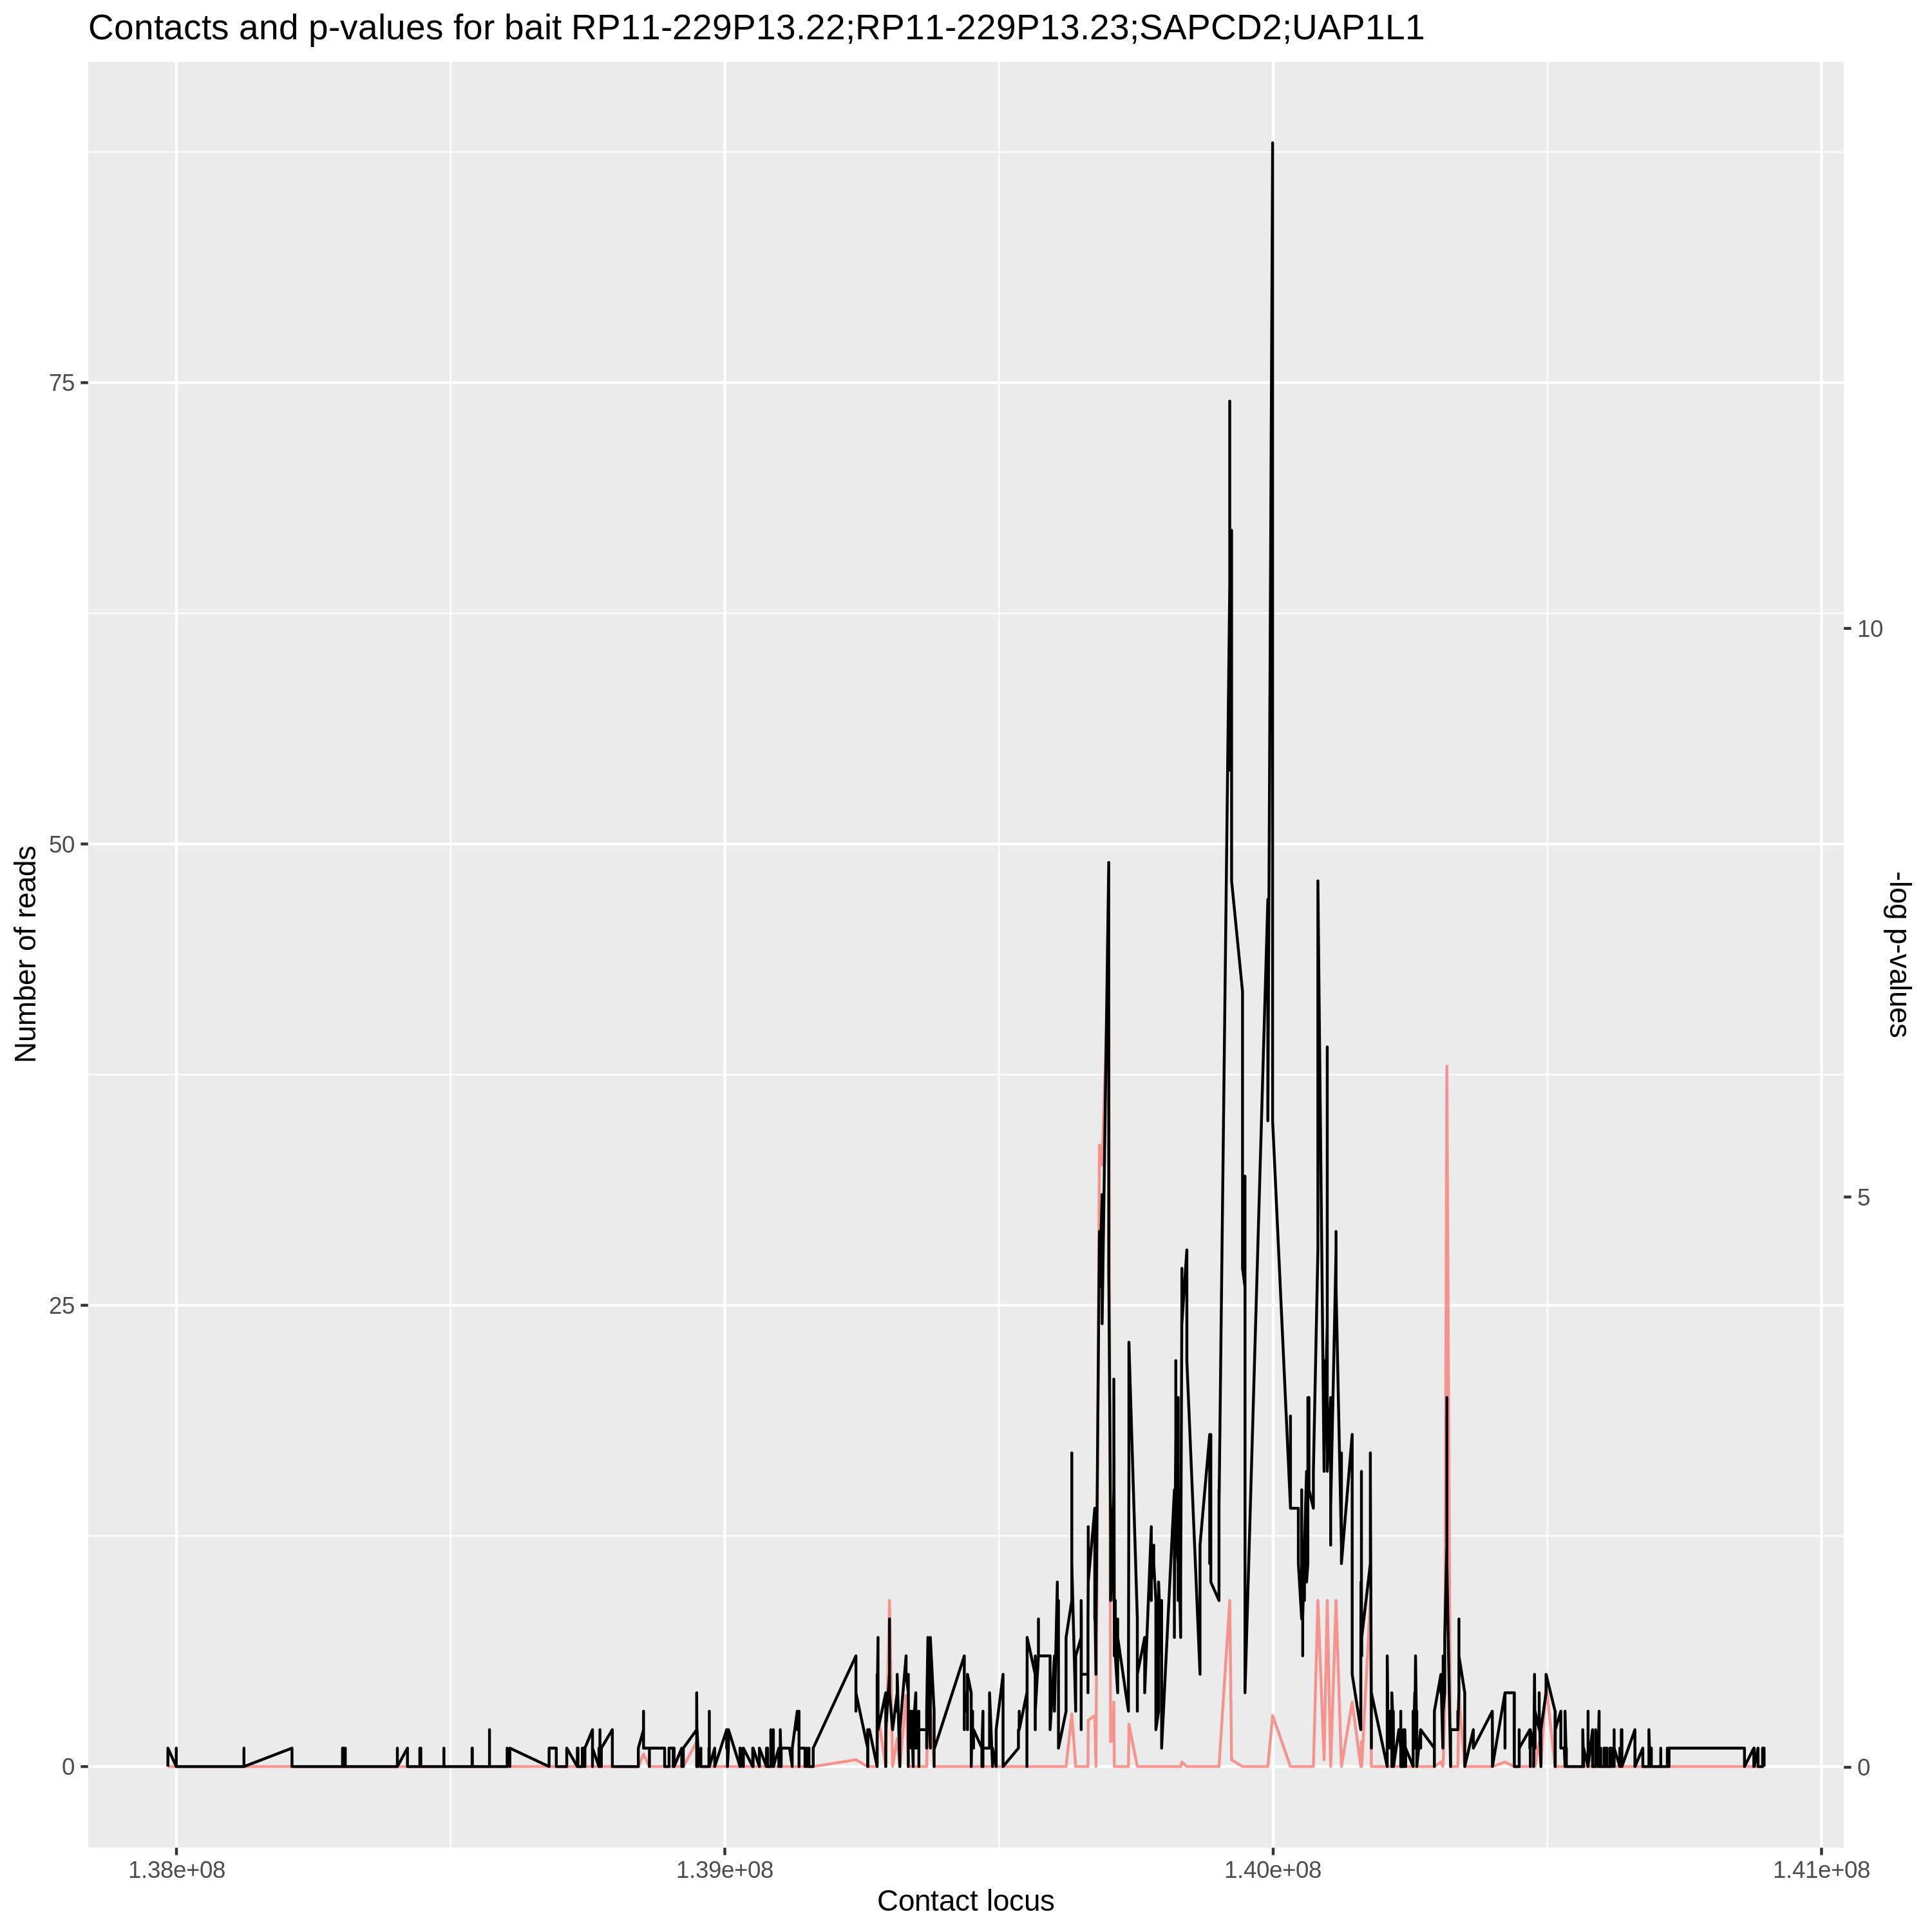 Contacts and p-values for bait RP11-229P13.22;RP11-229P13.23;SAPCD2;UAP1L1
75
50
25
0
Number of reads
10
5
0
-log p-values
1.38e+08
1.39e+08
1.40e+08
1.41e+08
Contact locus